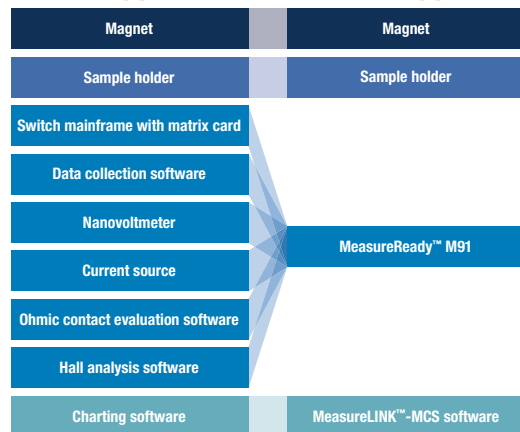 Magnet
Magnet
Sample holder
Sample holder
Switch mainframe with matrix card
Data collection software
Nanovoltmeter
Current source
Ohmic contact evaluation software
Hall analysis software
MeasureReady™ M91
Charting software
MeasureLINK™-MCS software